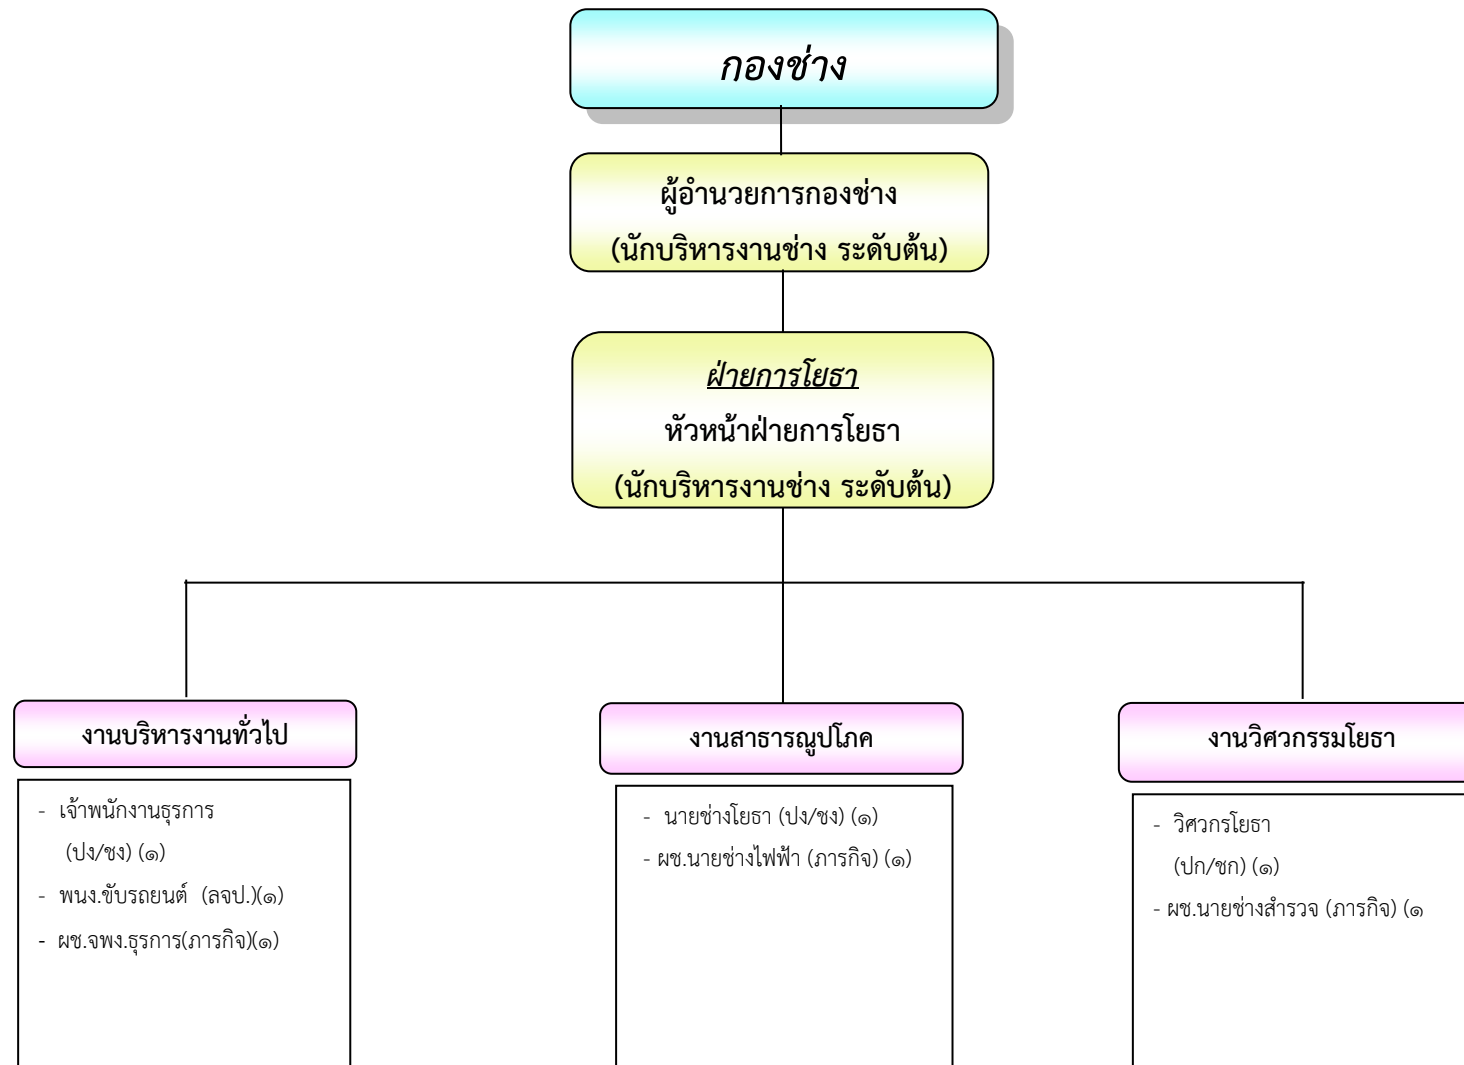 กองช่าง
ผู้อำนวยการกองช่าง
(นักบริหารงานช่าง ระดับต้น)
ฝ่ายการโยธา
หัวหน้าฝ่ายการโยธา
(นักบริหารงานช่าง ระดับต้น)
งานบริหารงานทั่วไป
- เจ้าพนักงานธุรการ
(ปง/ชง) (๑)
- พนง.ขับรถยนต์ (ลจป.)(๑)
- ผช.จพง.ธุรการ(ภารกิจ)(๑)
งานสาธารณูปโภค
- นายช่างโยธา (ปง/ชง) (๑)
- ผช.นายช่างไฟฟ้า (ภารกิจ) (๑)
งานวิศวกรรมโยธา
- วิศวกรโยธา
(ปก/ชก) (๑)
- ผช.นายช่างสำรวจ (ภารกิจ) (๑